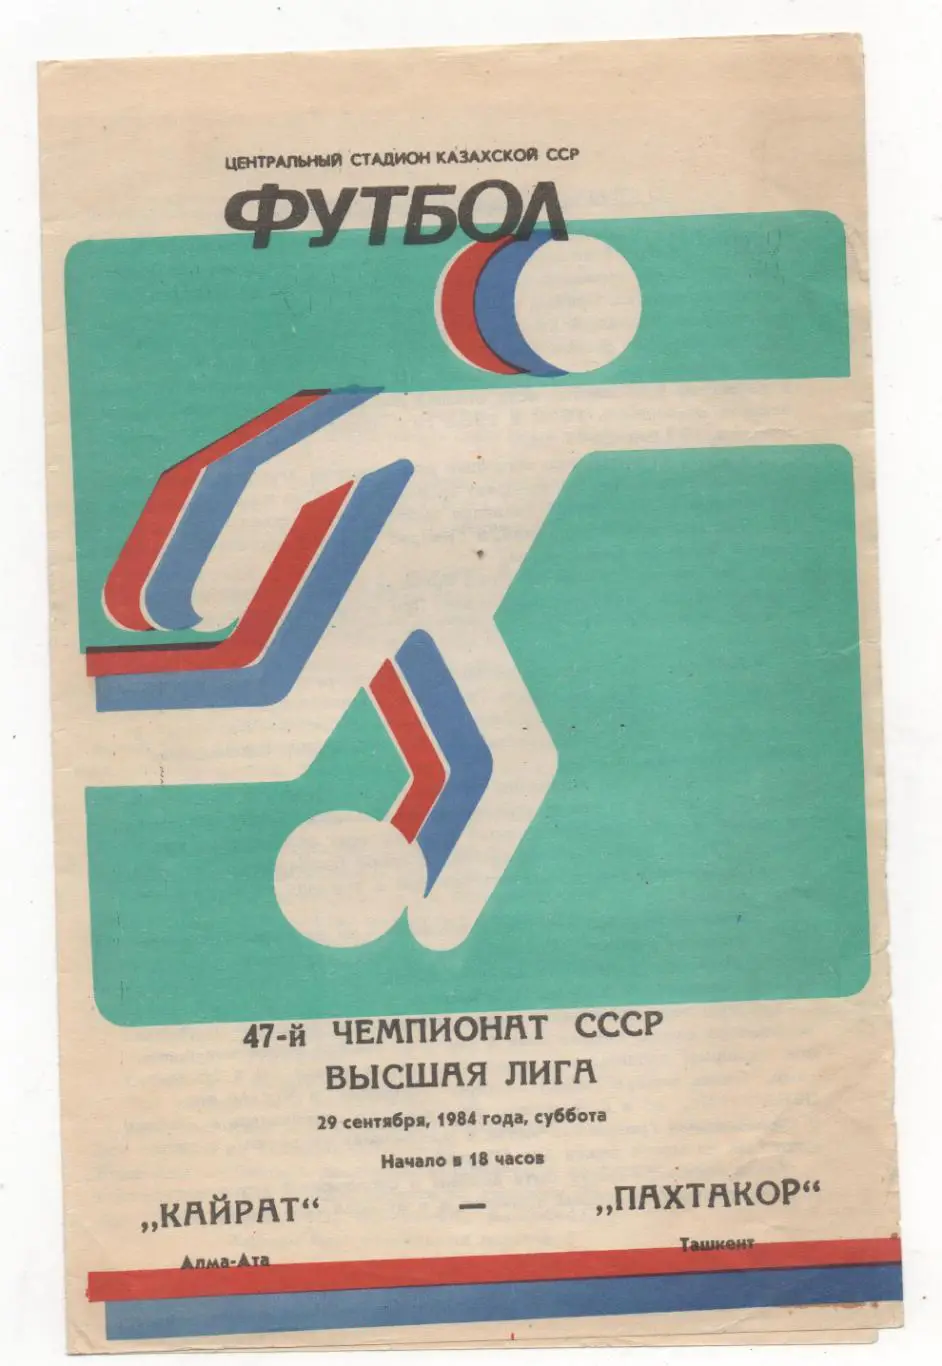 ЦЕНТРАЛЬНЫЙ СТАДИОН КАЗАХСКОЙ ССР
ФУТБОЛ
47-й ЧЕМПИОНАТ СССР
ВЫСШАЯ ЛИГА
29 сентября, 1984 года, суббота
Начало в 18 часов
„КАЙРАТ“ — „ПАХТАКОР“
Алма-Ата Ташкент